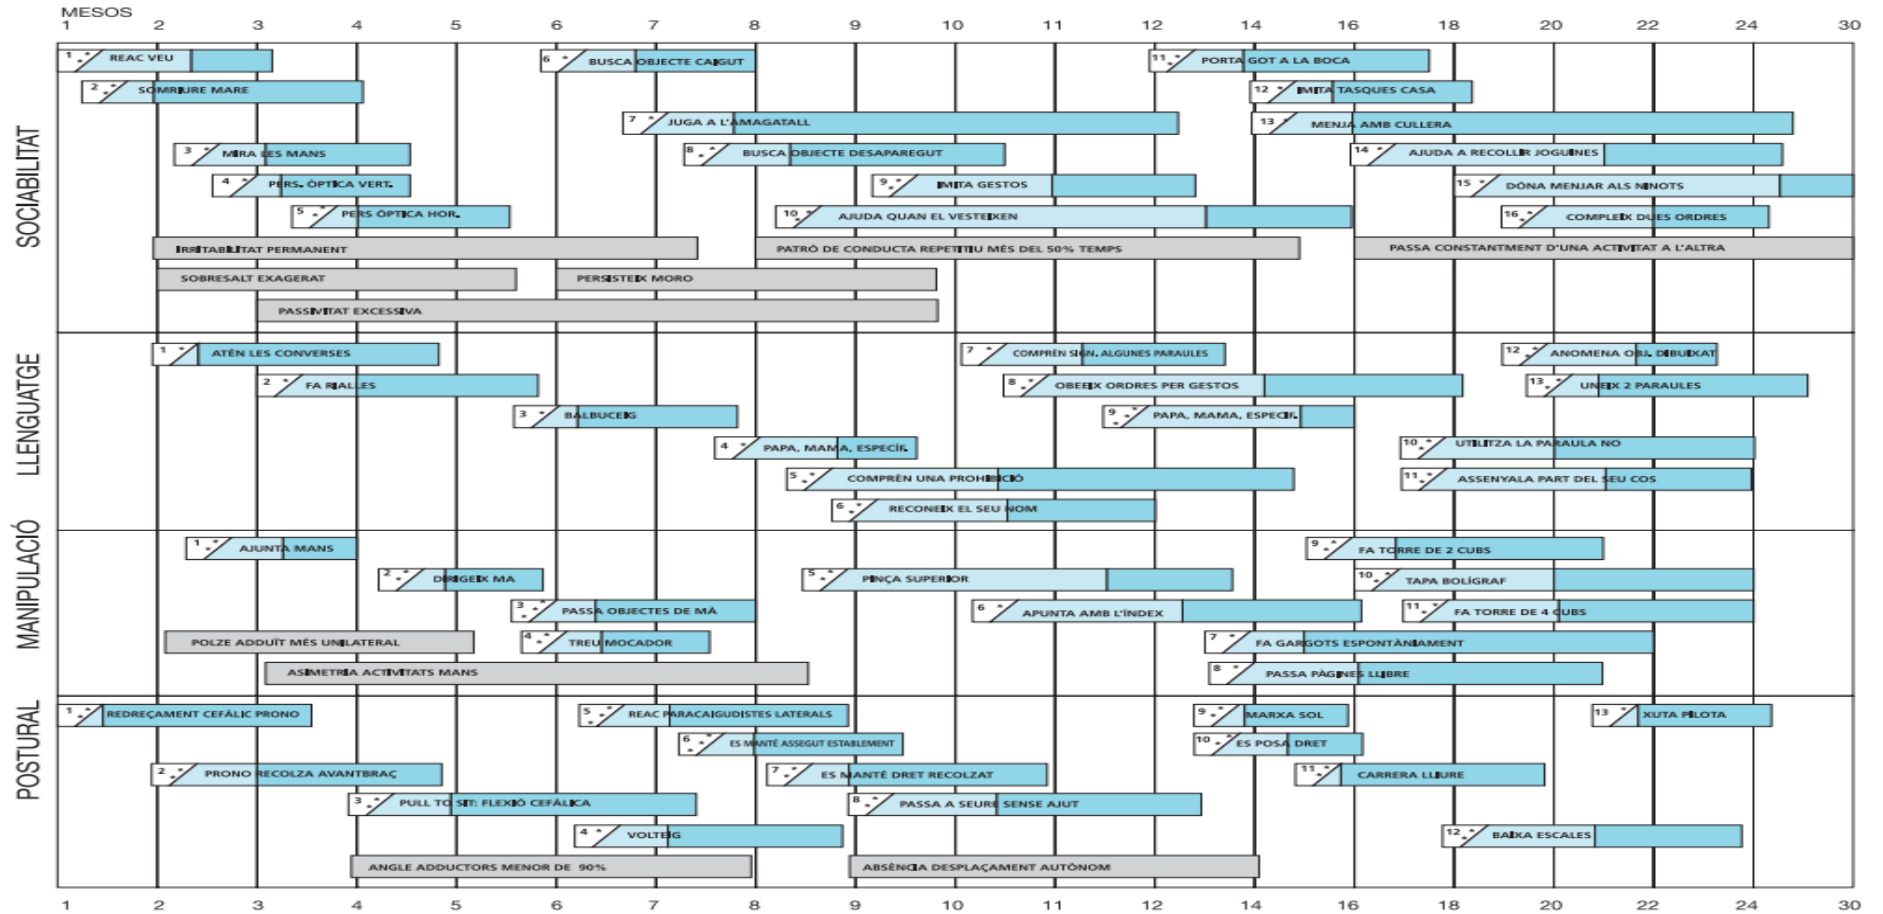 MESOS
1 2 3 4 5 6 7 8 9 10 11 12 14 16 18 20 22 24 30
SOCIABILITAT
1 REAC VEU
6 BUSCA OBJECTE CAIGUT
11 PORTA GOT A LA BOCA
2 SOMRIURE MARE
12 IMITA TASQUES CASA
7 JUGA A L'AMAGATALL
13 MENJA AMB CULLERA
3 MIRA LES MANS
8 BUSCA OBJECTE DESAPAREGUT
14 AJUDA A RECOLLIR JOGUINES
4 PERS. ÒPTICA VERT.
9 IMITA GESTOS
15 DÓNA MENJAR ALS NINOTS
5 PERS ÒPTICA HOR.
10 AJUDA QUAN EL VESTEIXEN
16 COMPLEIX DUES ORDRES
IRRITABILITAT PERMANENT
PATRÓ DE CONDUCTA REPETITIU MÉS DEL 50% TEMPS
PASSA CONSTANTMENT D'UNA ACTIVITAT A L'ALTRA
SOBRESALT EXAGERAT
PERSISTEIX MORO
PASSIVITAT EXCESSIVA
LLENGUATGE
1 ATÈN LES CONVERSES
7 COMPRÈN SIGN. ALGUNES PARAULES
12 ANOMENA OBJ. DIBUIXAT
2 FA RIALLES
8 OBEEIX ORDRES PER GESTOS
13 UNEIX 2 PARAULES
3 BALBUCEIG
9 PAPA, MAMA, ESPECIF.
4 PAPA, MAMA, ESPECÍF.
10 UTILITZA LA PARAULA NO
5 COMPRÈN UNA PROHIBICIÓ
11 ASSENYALA PART DEL SEU COS
6 RECONEIX EL SEU NOM
MANIPULACIÓ
1 AJUNTA MANS
9 FA TORRE DE 2 CUBS
2 DIRIGEIX MA
5 PINÇA SUPERIOR
10 TAPA BOLÍGRAF
3 PASSA OBJECTES DE MÀ
6 APUNTA AMB L'ÍNDEX
11 FA TORRE DE 4 CUBS
POLZE ADDUÏT MÉS UNILATERAL
4 TREU MOCADOR
7 FA GARGOTS ESPONTÀNIAMENT
ASIMETRIA ACTIVITATS MANS
8 PASSA PÀGINES LLIBRE
POSTURAL
1 REDREÇAMENT CEFÀLIC PRONO
5 REAC PARACAIGUDISTES LATERALS
9 MARXA SOL
13 XUTA PILOTA
6 ES MANTÉ ASSEGUT ESTABLEMENT
10 ES POSA DRET
2 PRONO RECOLZA AVANTBRAÇ
7 ES MANTÉ DRET RECOLZAT
11 CARRERA LLIURE
3 PULL TO SIT: FLEXIÓ CEFÀLICA
8 PASSA A SEURE SENSE AJUT
4 VOLTEIG
12 BAIXA ESCALES
ANGLE ADDUCTORS MENOR DE 90%
ABSÈNCIA DESPLAÇAMENT AUTÒNOM
1 2 3 4 5 6 7 8 9 10 11 12 14 16 18 20 22 24 30